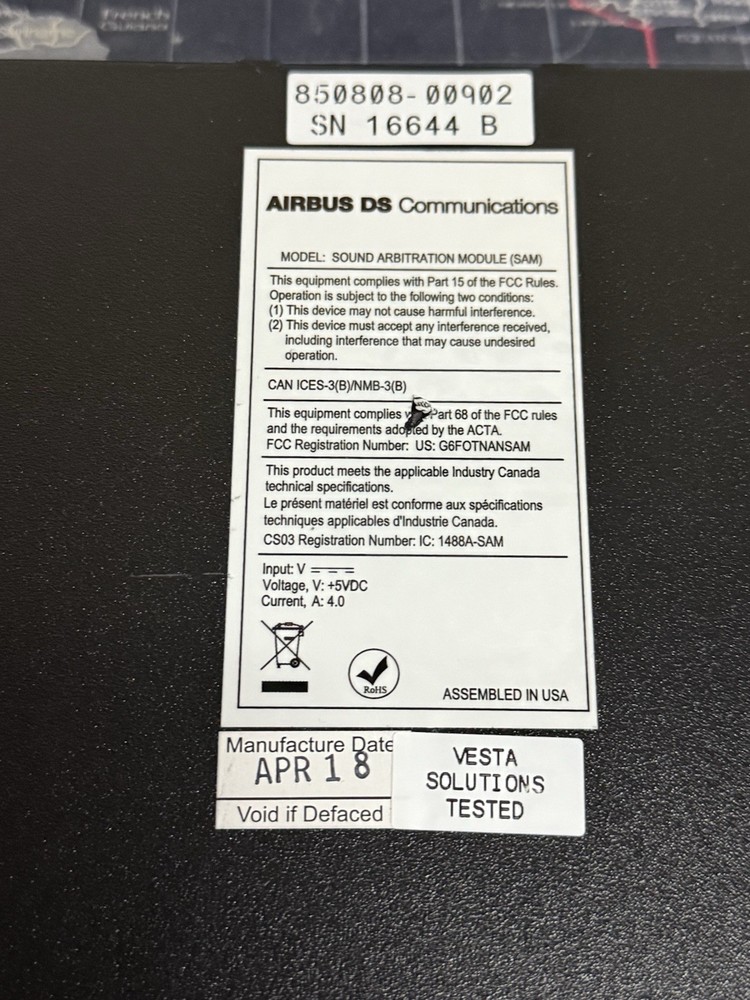 French
Guiana
850808-00902
SN 16644 B
AIRBUS DS Communications
MODEL: SOUND ARBITRATION MODULE (SAM)
This equipment complies with Part 15 of the FCC Rules.
Operation is subject to the following two conditions:
(1) This device may not cause harmful interference.
(2) This device must accept any interference received,
including interference that may cause undesired
operation.
CAN ICES-3(B)/NMB-3(B)
This equipment complies Part 68 of the FCC rules
and the requirements adopted by the ACTA.
FCC Registration Number: US: G6FOTNANSAM
This product meets the applicable Industry Canada
technical specifications.
Le présent matériel est conforme aux spécifications
techniques applicables d'Industrie Canada.
CS03 Registration Number: IC: 1488A-SAM
Input: V
Voltage, V: +5VDC
Current, A: 4.0
RoHS
ASSEMBLED IN USA
Manufacture Date
APR 18
Void if Defaced
VESTA
SOLUTIONS
TESTED